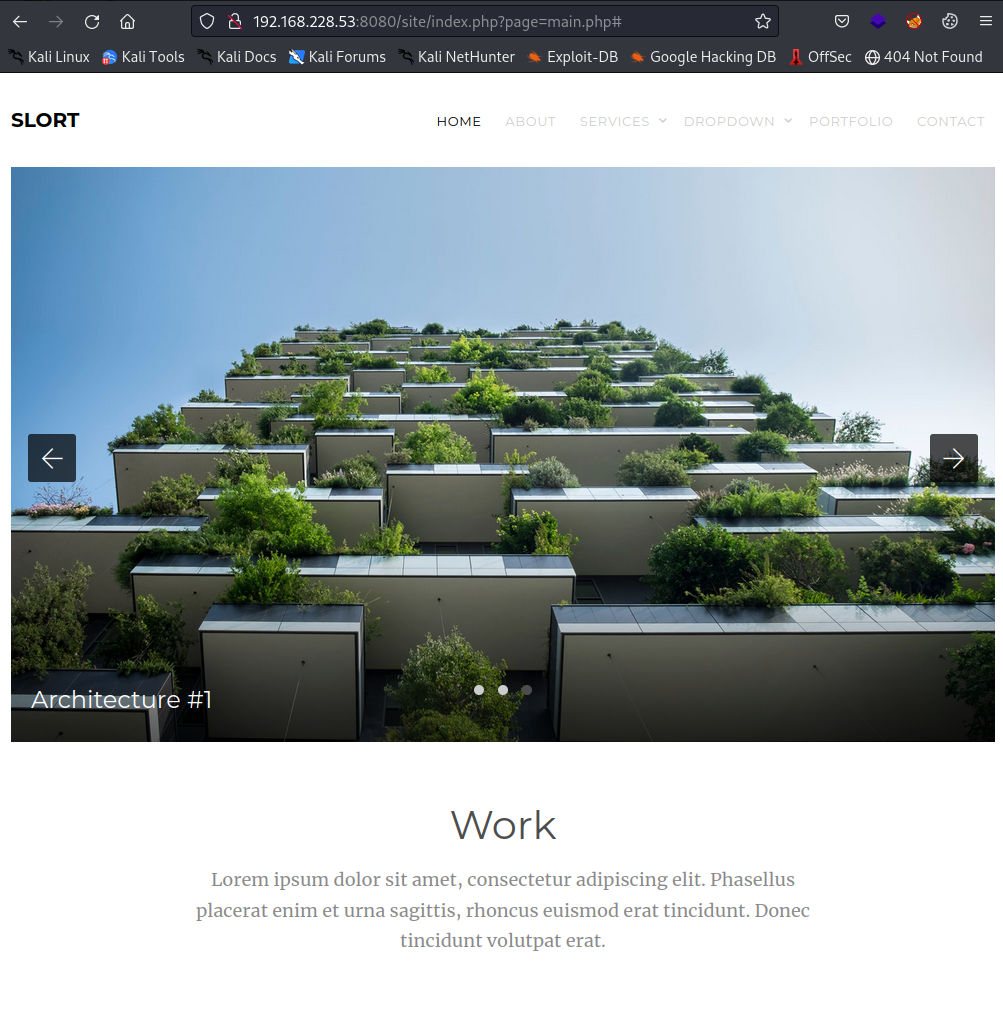 192.168.228.53:8080/site/index.php?page=main.php#
Kali Linux Kali Tools Kali Docs Kali Forums Kali NetHunter Exploit-DB Google Hacking DB OffSec 404 Not Found
SLORT HOME ABOUT SERVICES DROPDOWN PORTFOLIO CONTACT
Architecture #1
Work
Lorem ipsum dolor sit amet, consectetur adipiscing elit. Phasellus
placerat enim et urna sagittis, rhoncus euismod erat tincidunt. Donec
tincidunt volutpat erat.